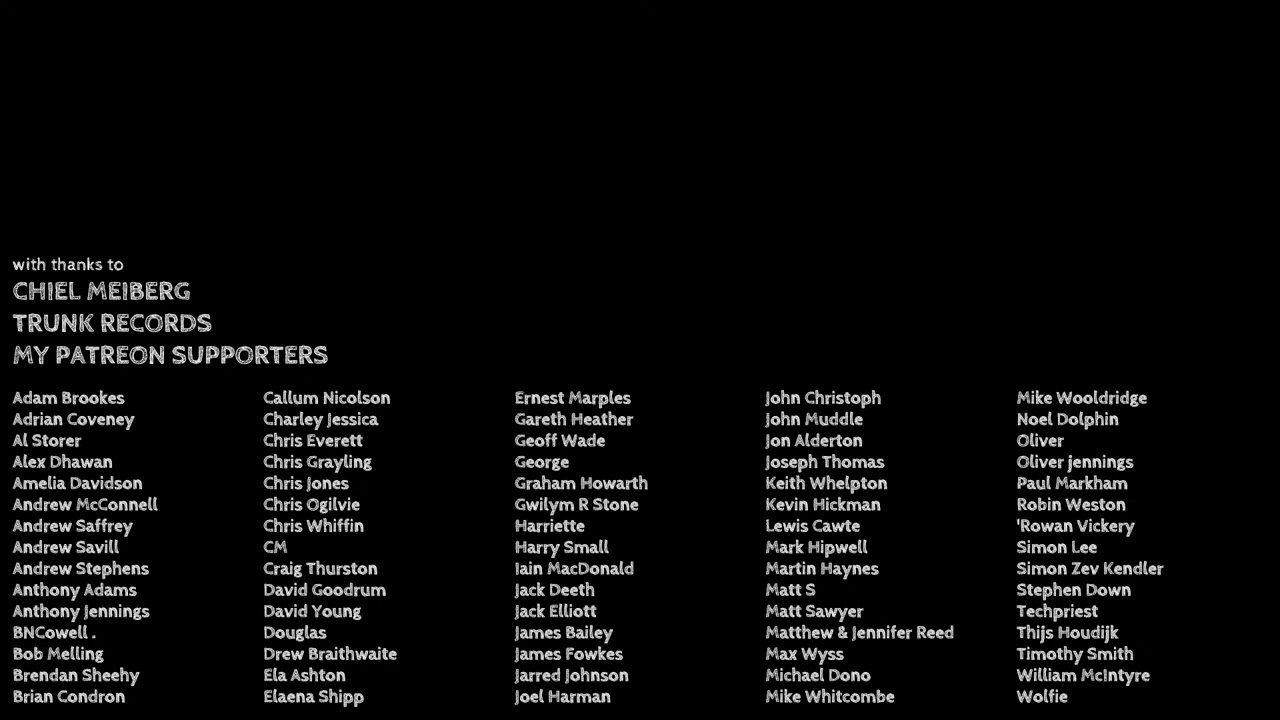 with thanks to
CHIEL MEIBERG
TRUNK RECORDS
MY PATREON SUPPORTERS
Adam Brookes
Adrian Coveney
Al Storer
Alex Dhawan
Amelia Davidson
Andrew McConnell
Andrew Saffrey
Andrew Savill
Andrew Stephens
Anthony Adams
Anthony Jennings
BNCowell .
Bob Melling
Brendan Sheehy
Brian Condron
Callum Nicolson
Charley Jessica
Chris Everett
Chris Grayling
Chris Jones
Chris Ogilvie
Chris Whiffin
CM
Craig Thurston
David Goodrum
David Young
Douglas
Drew Braithwaite
Ela Ashton
Elaena Shipp
Ernest Marples
Gareth Heather
Geoff Wade
George
Graham Howarth
Gwilym R Stone
Harriette
Harry Small
Iain MacDonald
Jack Deeth
Jack Elliott
James Bailey
James Fowkes
Jarred Johnson
Joel Harman
John Christoph
John Muddle
Jon Alderton
Joseph Thomas
Keith Whelpton
Kevin Hickman
Lewis Cawte
Mark Hipwell
Martin Haynes
Matt S
Matt Sawyer
Matthew & Jennifer Reed
Max Wyss
Michael Dono
Mike Whitcombe
Mike Wooldridge
Noel Dolphin
Oliver
Oliver jennings
Paul Markham
Robin Weston
'Rowan Vickery
Simon Lee
Simon Zev Kendler
Stephen Down
Techpriest
Thijs Houdijk
Timothy Smith
William McIntyre
Wolfie